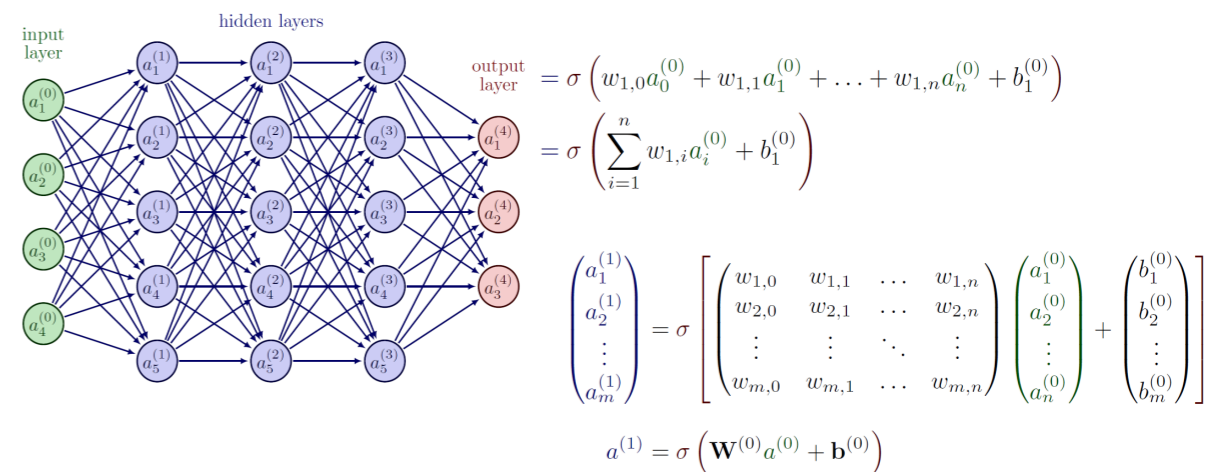 hidden layers
input
layer
output
layer
a_1^{(0)}
a_2^{(0)}
a_3^{(0)}
a_4^{(0)}
a_1^{(1)}
a_2^{(1)}
a_3^{(1)}
a_4^{(1)}
a_5^{(1)}
a_1^{(2)}
a_2^{(2)}
a_3^{(2)}
a_4^{(2)}
a_5^{(2)}
a_1^{(3)}
a_2^{(3)}
a_3^{(3)}
a_4^{(3)}
a_5^{(3)}
a_1^{(4)}
a_2^{(4)}
a_3^{(4)}
= σ ( w_{1,0} a_0^{(0)} + w_{1,1} a_1^{(0)} + … + w_{1,n} a_n^{(0)} + b_1^{(0)} )
= σ ( ∑_{i=1}^{n} w_{1,i} a_i^{(0)} + b_1^{(0)} )
a_1^{(1)} w_{1,0} w_{1,1} … w_{1,n} a_1^{(0)} b_1^{(0)}
a_2^{(1)} = σ w_{2,0} w_{2,1} … w_{2,n} a_2^{(0)} + b_2^{(0)}
⋮ ⋮ ⋮ ⋱ ⋮ ⋮ ⋮
a_m^{(1)} w_{m,0} w_{m,1} … w_{m,n} a_n^{(0)} b_m^{(0)}
a^{(1)} = σ ( W^{(0)} a^{(0)} + b^{(0)} )